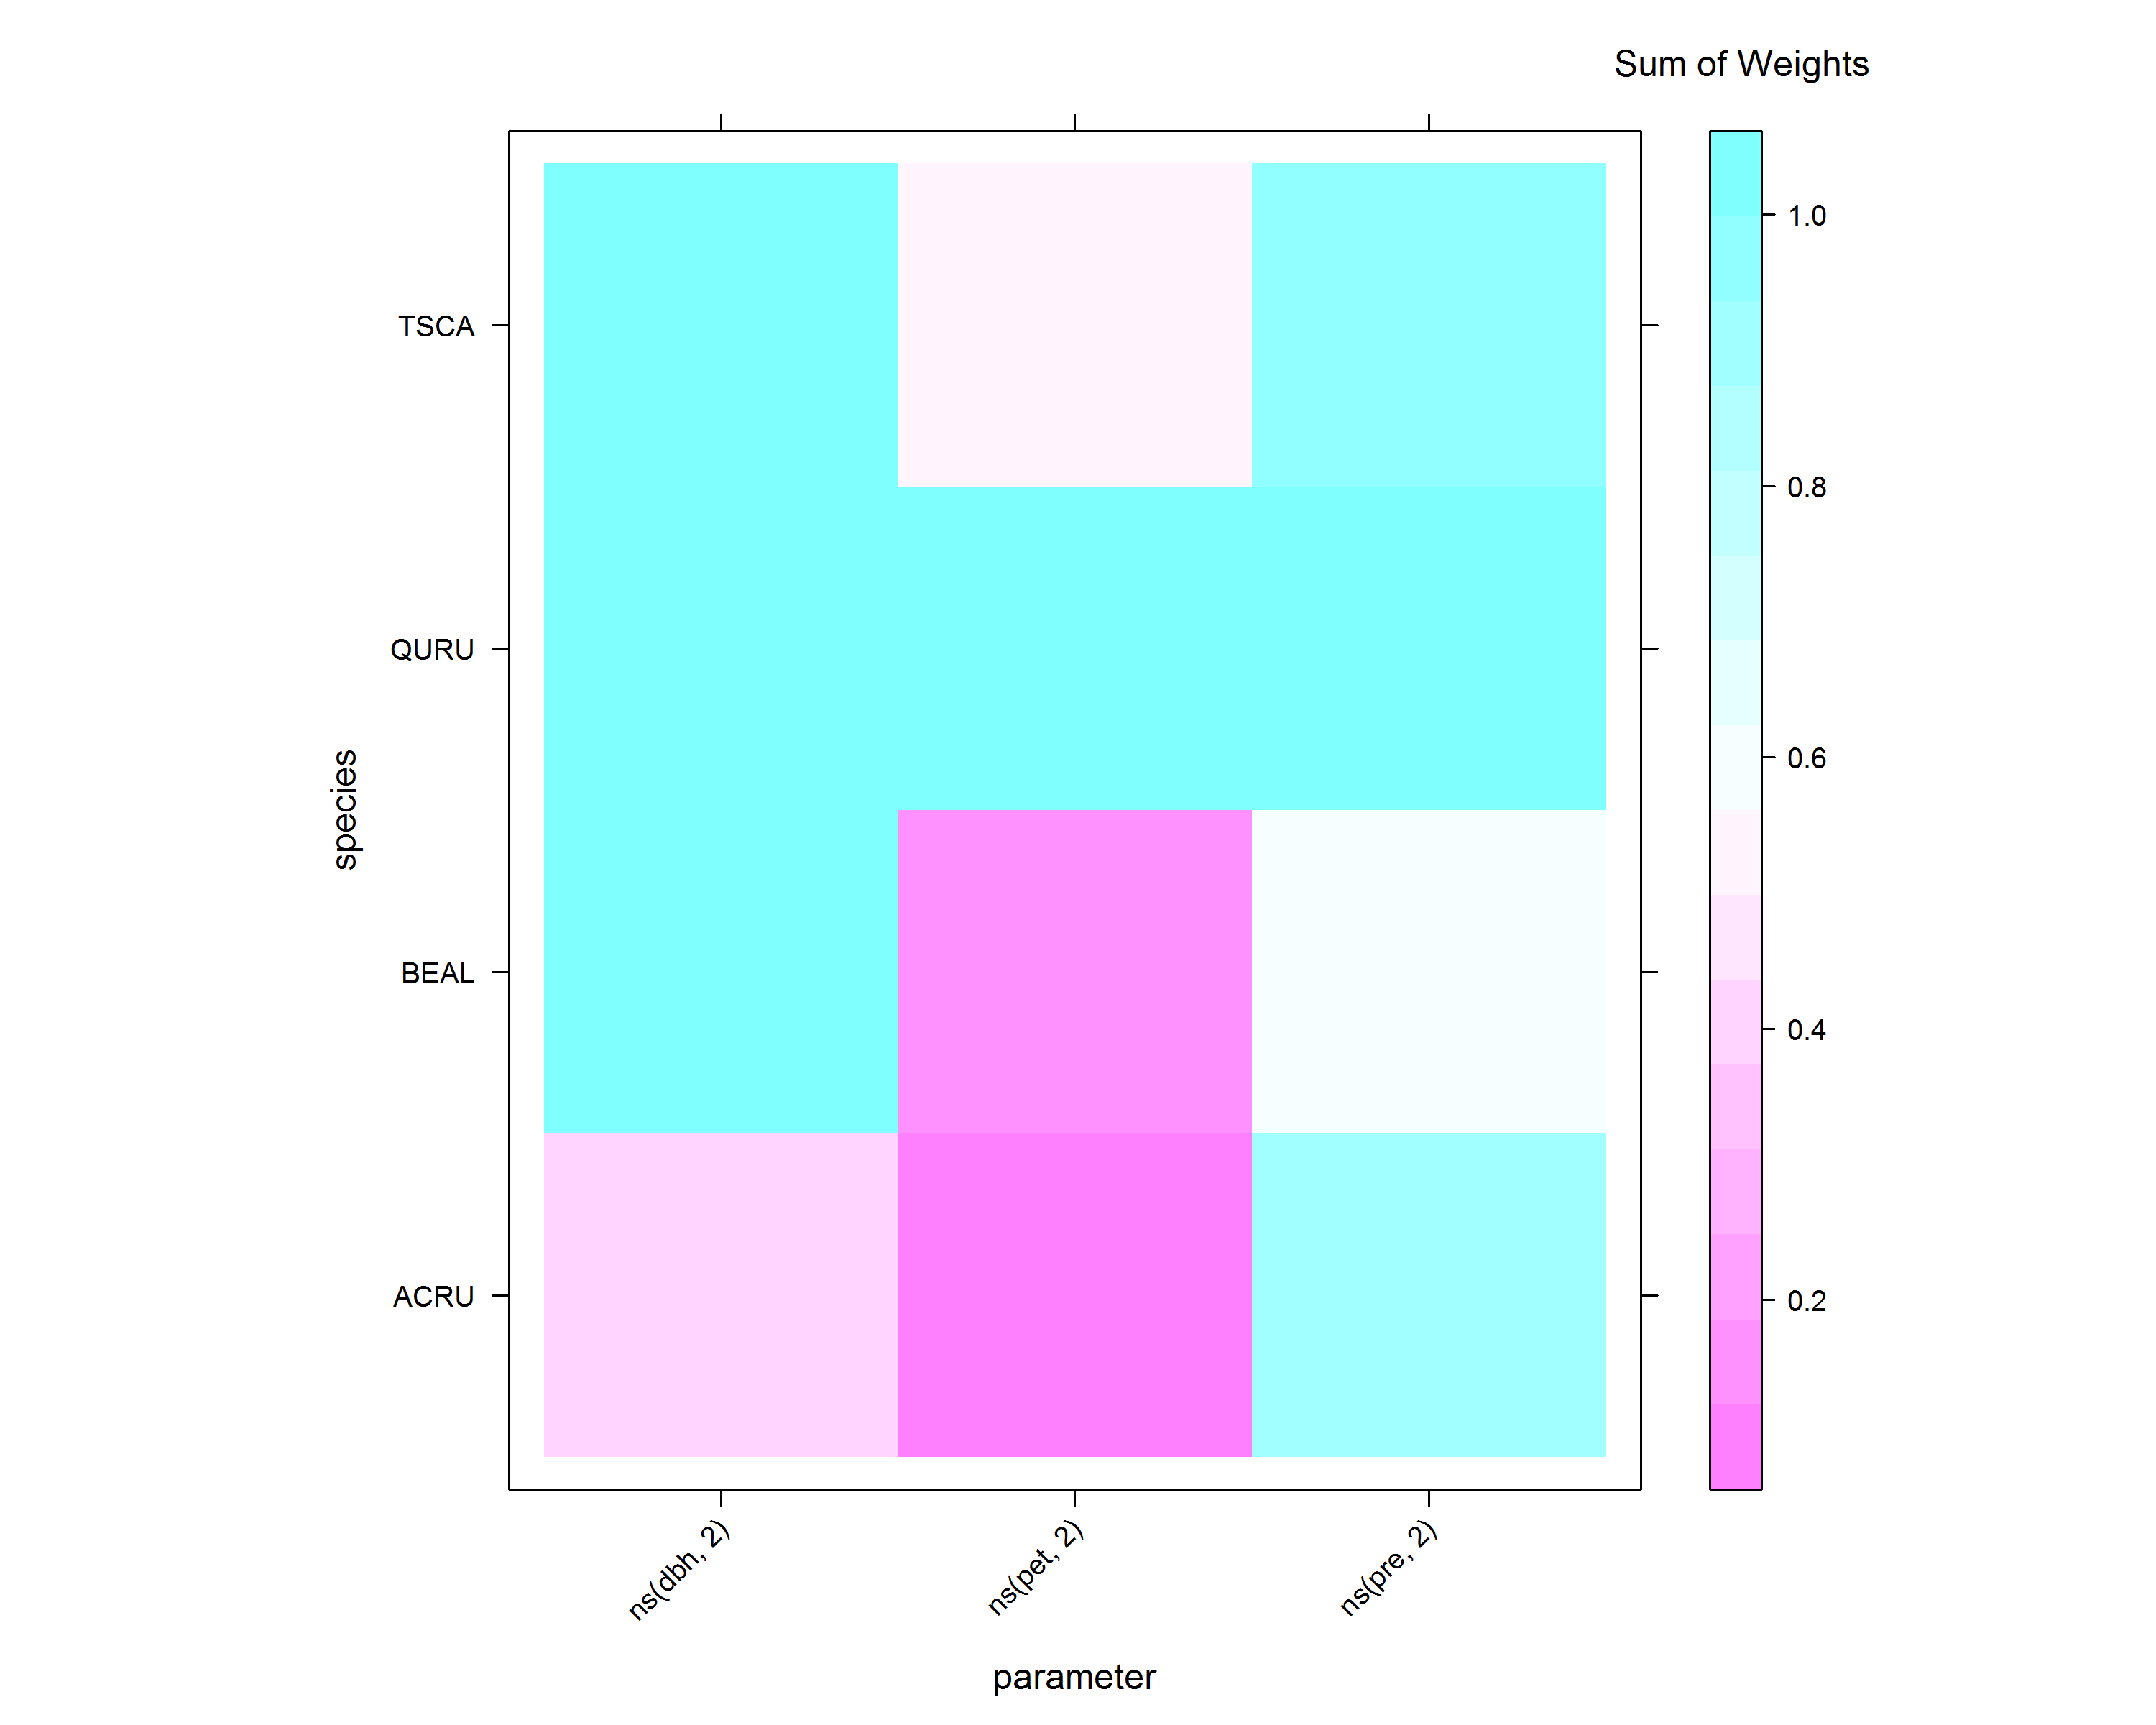 Sum of Weights
1.0
0.8
0.6
0.4
0.2
TSCA
QURU
BEAL
ACRU
species
ns(dbh, 2)
ns(pet, 2)
ns(pre, 2)
parameter